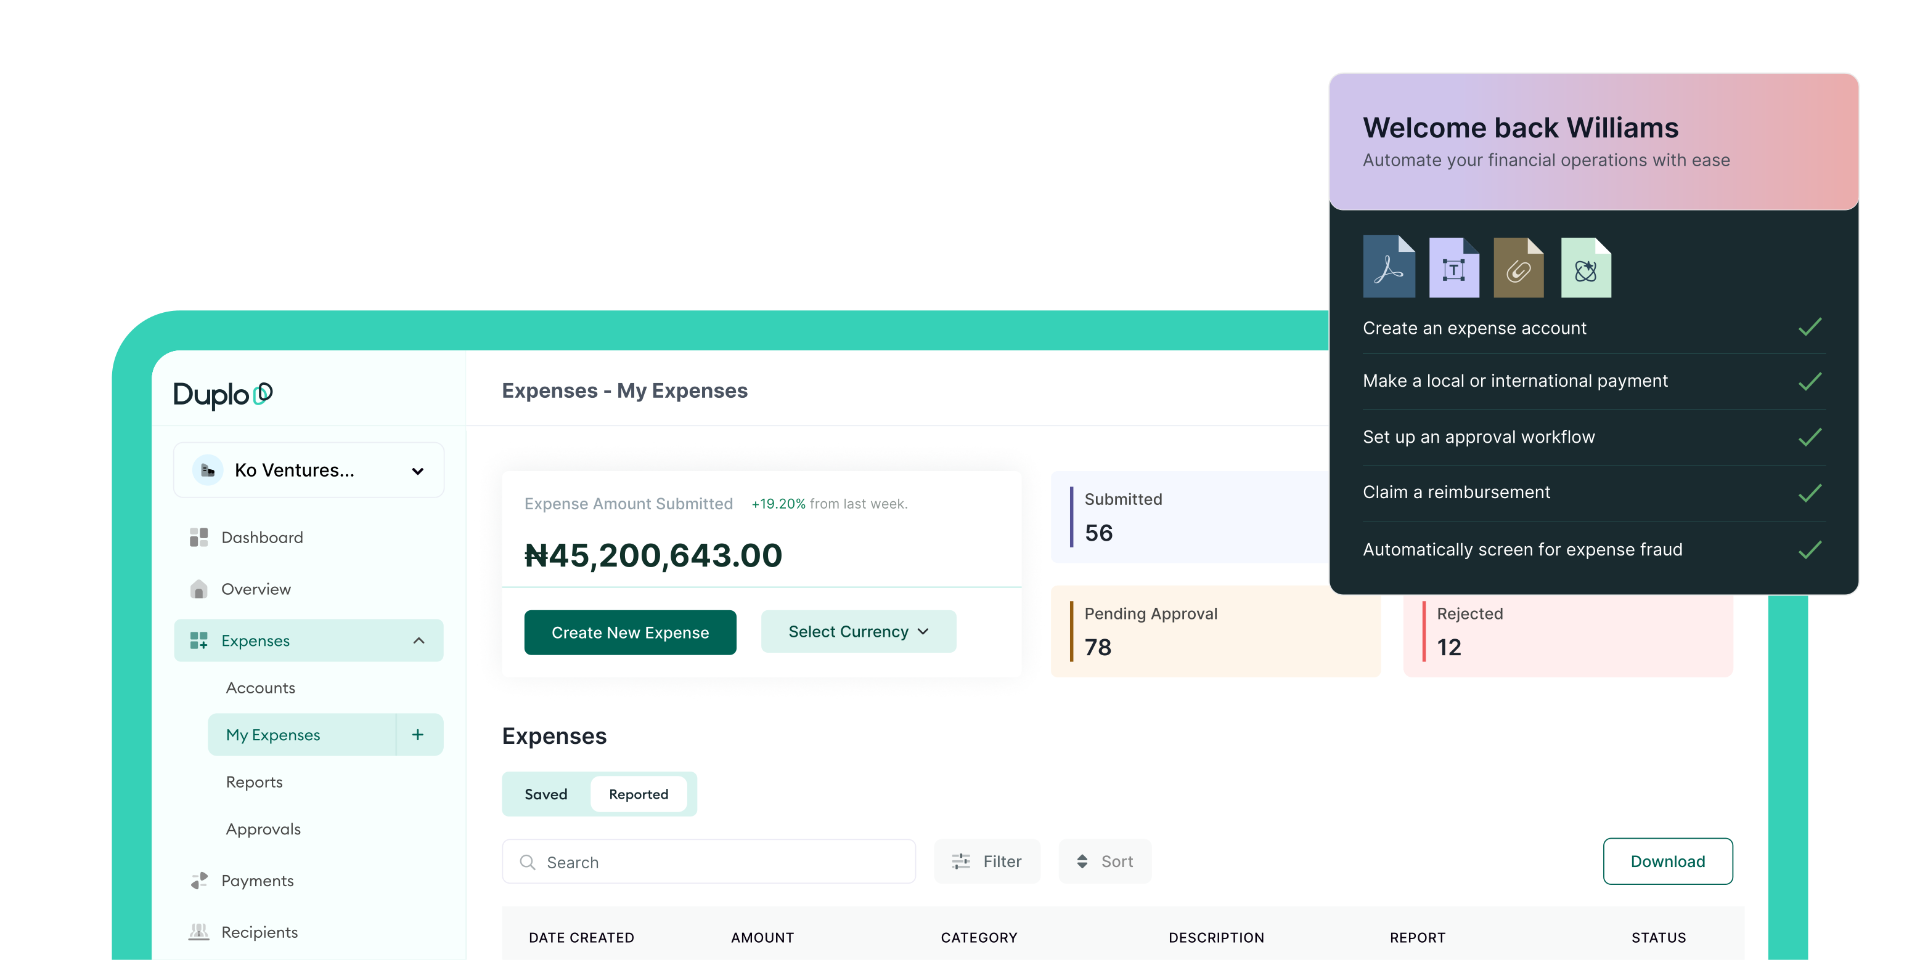 Welcome back Williams
Automate your financial operations with ease
T
Create an expense account
Make a local or international payment
Set up an approval workflow
Claim a reimbursement
Automatically screen for expense fraud
Duplo
Ko Ventures...
Dashboard
Overview
Expenses
Accounts
My Expenses +
Reports
Approvals
Payments
Recipients
Expenses - My Expenses
Expense Amount Submitted +19.20% from last week.
₦45,200,643.00
Create New Expense Select Currency
Submitted
56
Pending Approval
78
Rejected
12
Expenses
Saved Reported
Search Filter Sort Download
DATE CREATED AMOUNT CATEGORY DESCRIPTION REPORT STATUS